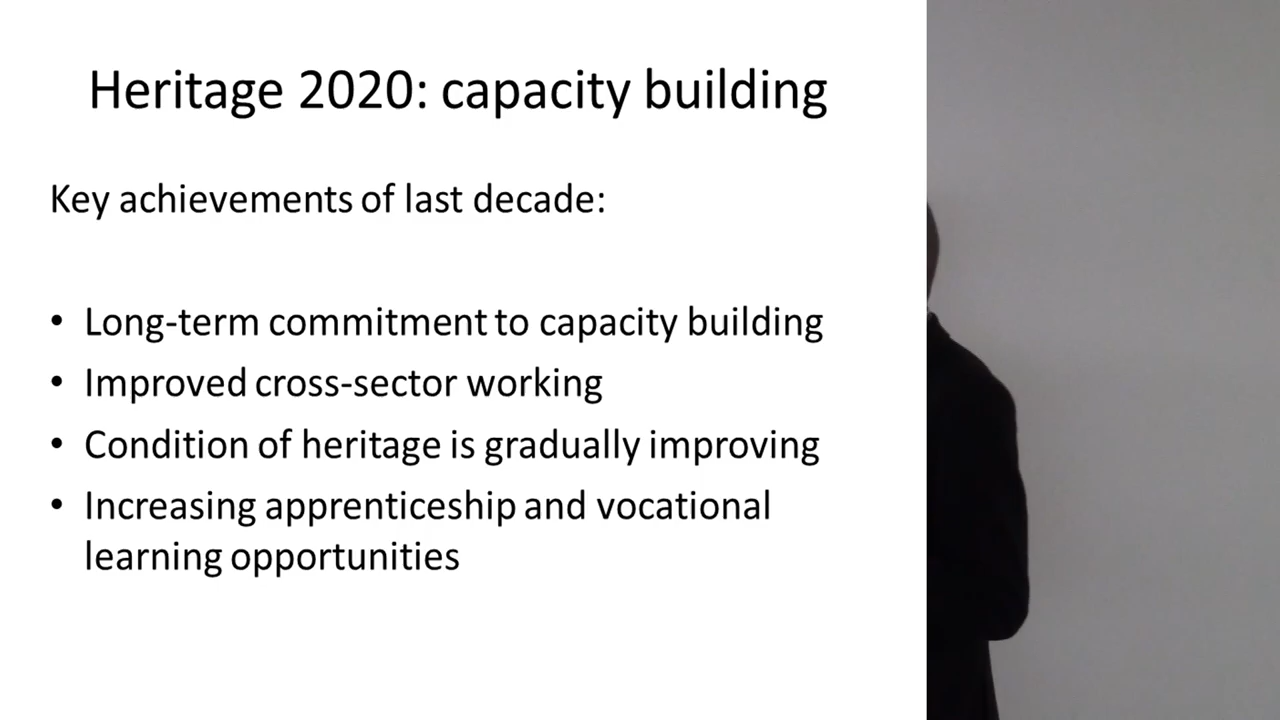 Heritage 2020: capacity building
Key achievements of last decade:
• Long-term commitment to capacity building
• Improved cross-sector working
• Condition of heritage is gradually improving
• Increasing apprenticeship and vocational
learning opportunities